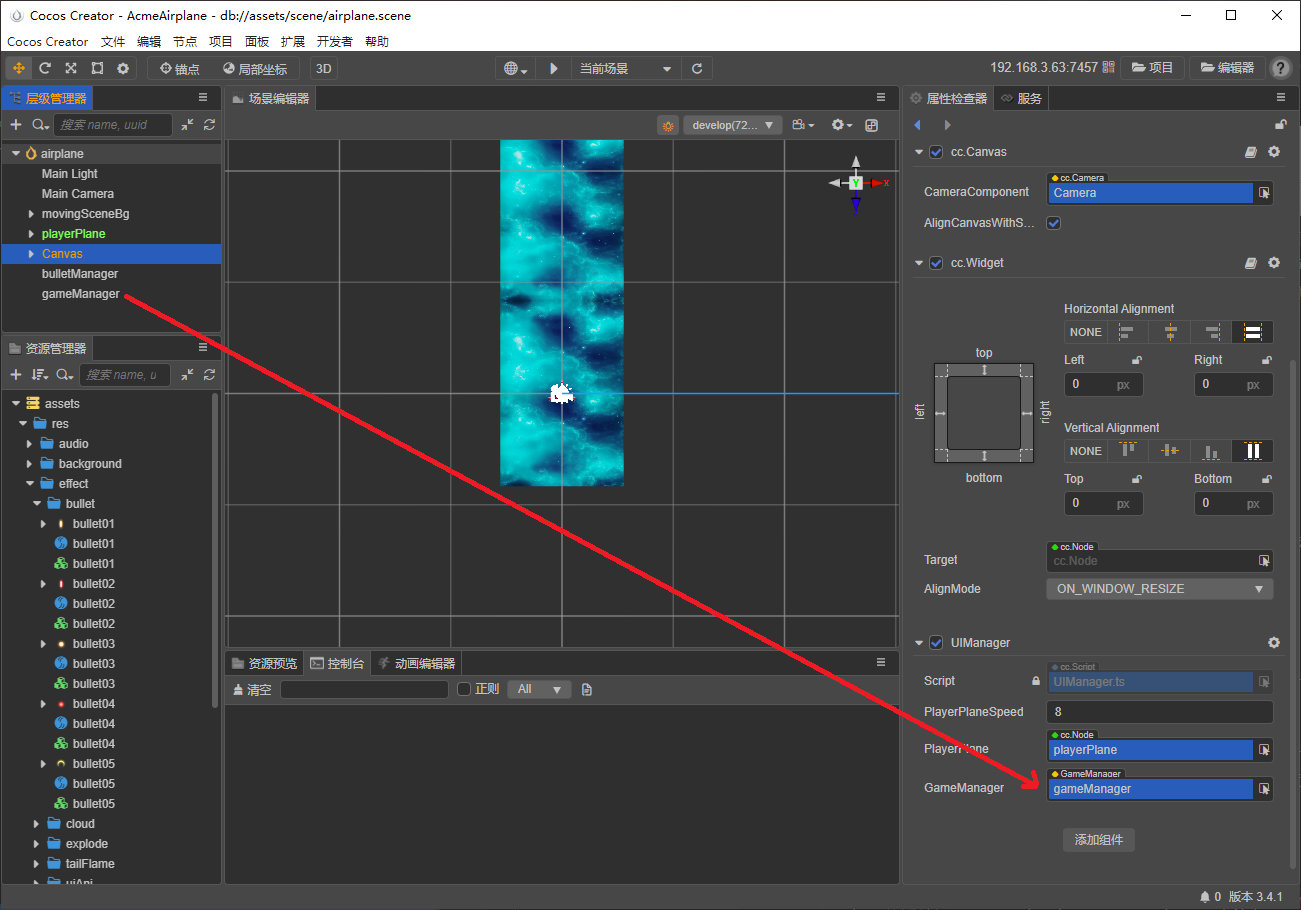 Cocos Creator - AcmeAirplane - db://assets/scene/airplane.scene
Cocos Creator 文件 编辑 节点 项目 面板 扩展 开发者 帮助
锚点 局部坐标 3D 当前场景 192.168.3.63:7457 项目 编辑器 ?
层级管理器
搜索 name, uuid
airplane
Main Light
Main Camera
movingSceneBg
playerPlane
Canvas
bulletManager
gameManager
资源管理器
搜索 name, u
assets
res
audio
background
effect
bullet
bullet01
bullet01
bullet01
bullet02
bullet02
bullet02
bullet03
bullet03
bullet03
bullet04
bullet04
bullet04
bullet05
bullet05
bullet05
cloud
explode
tailFlame
uiAni
场景编辑器
develop(72...
Y X
资源预览 控制台 动画编辑器
清空 正则 All
属性检查器 服务
cc.Canvas
cc.Camera
CameraComponent Camera
AlignCanvasWithS...
cc.Widget
Horizontal Alignment
NONE
Left Right
0 px 0 px
top
left
right
bottom
Vertical Alignment
NONE
Top Bottom
0 px 0 px
cc.Node
Target cc.Node
AlignMode ON_WINDOW_RESIZE
UIManager
cc.Script
Script UIManager.ts
PlayerPlaneSpeed 8
cc.Node
PlayerPlane playerPlane
GameManager
GameManager gameManager
添加组件
0 版本 3.4.1